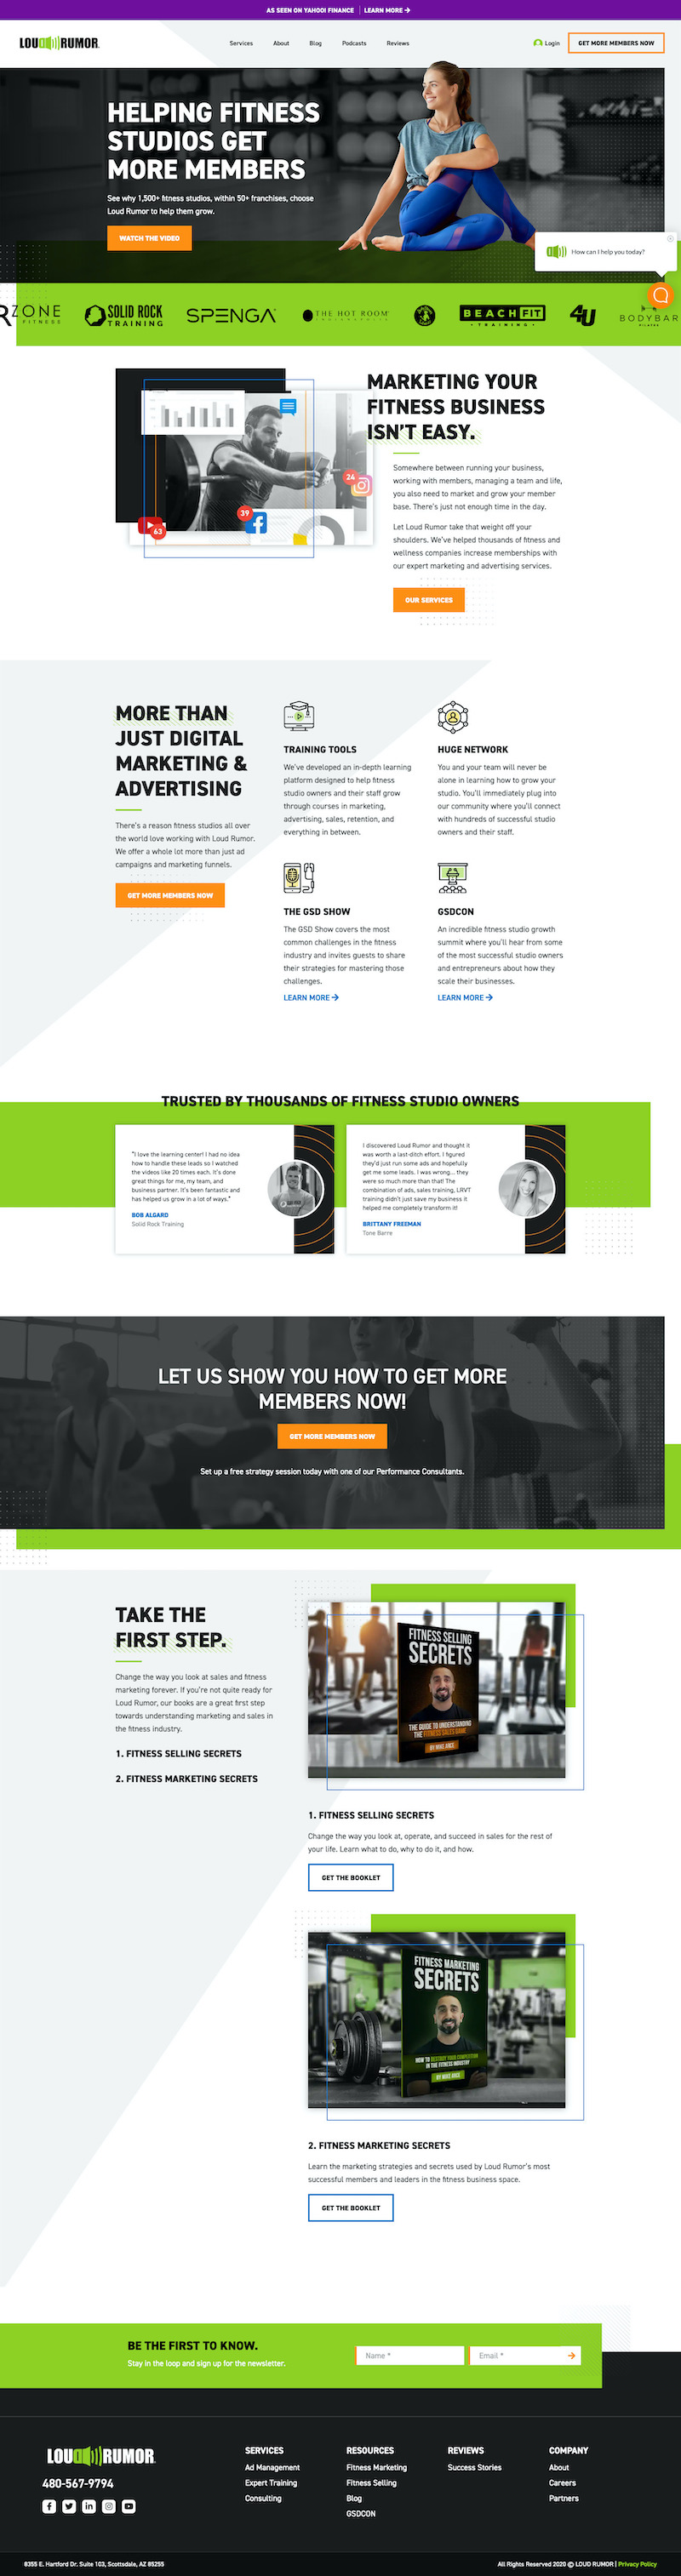 AS SEEN ON YAHOO! FINANCE | LEARN MORE →
LOUD RUMOR
Services About Blog Podcasts Reviews
Login GET MORE MEMBERS NOW
HELPING FITNESS
STUDIOS GET
MORE MEMBERS
See why 1,500+ fitness studios, within 50+ franchises, choose
Loud Rumor to help them grow.
WATCH THE VIDEO
How can I help you today?
RZONE
FITNESS
SOLID ROCK
TRAINING
SPENGA
THE HOT ROOM
BEACH FIT
TRAINING
4U
BODYBAR
PILATES
MARKETING YOUR
FITNESS BUSINESS
ISN'T EASY.
Somewhere between running your business,
working with members, managing a team and life,
you also need to market and grow your member
base. There's just not enough time in the day.
Let Loud Rumor take that weight off your
shoulders. We've helped thousands of fitness and
wellness companies increase memberships with
our expert marketing and advertising services.
OUR SERVICES
24
39
63
MORE THAN
JUST DIGITAL
MARKETING &
ADVERTISING
There's a reason fitness studios all over
the world love working with Loud Rumor.
We offer a whole lot more than just ad
campaigns and marketing funnels.
GET MORE MEMBERS NOW
TRAINING TOOLS
We've developed an in-depth learning
platform designed to help fitness
studio owners and their staff grow
through courses in marketing,
advertising, sales, retention, and
everything in between.
HUGE NETWORK
You and your team will never be
alone in learning how to grow your
studio. You'll immediately plug into
our community where you'll connect
with hundreds of successful studio
owners and their staff.
THE GSD SHOW
The GSD Show covers the most
common challenges in the fitness
industry and invites guests to share
their strategies for mastering those
challenges.
LEARN MORE →
GSDCON
An incredible fitness studio growth
summit where you'll hear from some
of the most successful studio owners
and entrepreneurs about how they
scale their businesses.
LEARN MORE →
TRUSTED BY THOUSANDS OF FITNESS STUDIO OWNERS
"I love the learning center! I had no idea
how to handle these leads so I watched
the videos like 20 times each. It's done
great things for me, my team, and
business partner. It's been fantastic and
has helped us grow in a lot of ways."
BOB ALGARD
Solid Rock Training
I discovered Loud Rumor and thought it
was worth a last-ditch effort. I figured
they'd just run some ads and hopefully
get me some leads. I was wrong... they
were so much more than that! The
combination of ads, sales training, LRVT
training didn't just save my business it
helped me completely transform it!
BRITTANY FREEMAN
Tone Barre
LET US SHOW YOU HOW TO GET MORE
MEMBERS NOW!
GET MORE MEMBERS NOW
Set up a free strategy session today with one of our Performance Consultants.
TAKE THE
FIRST STEP.
Change the way you look at sales and fitness
marketing forever. If you're not quite ready for
Loud Rumor, our books are a great first step
towards understanding marketing and sales in
the fitness industry.
1. FITNESS SELLING SECRETS
2. FITNESS MARKETING SECRETS
FITNESS SELLING
SECRETS
THE GUIDE TO UNDERSTANDING
THE FITNESS SALES GAME
BY MIKE ARCE
1. FITNESS SELLING SECRETS
Change the way you look at, operate, and succeed in sales for the rest of
your life. Learn what to do, why to do it, and how.
GET THE BOOKLET
FITNESS MARKETING
SECRETS
HOW TO DESTROY YOUR COMPETITION
IN THE FITNESS INDUSTRY
BY MIKE ARCE
2. FITNESS MARKETING SECRETS
Learn the marketing strategies and secrets used by Loud Rumor's most
successful members and leaders in the fitness business space.
GET THE BOOKLET
BE THE FIRST TO KNOW.
Stay in the loop and sign up for the newsletter.
Name *
Email *
LOUD RUMOR
480-567-9794
SERVICES
Ad Management
Expert Training
Consulting
RESOURCES
Fitness Marketing
Fitness Selling
Blog
GSDCON
REVIEWS
Success Stories
COMPANY
About
Careers
Partners
8355 E. Hartford Dr. Suite 103, Scottsdale, AZ 85255
All Rights Reserved 2020 © LOUD RUMOR | Privacy Policy